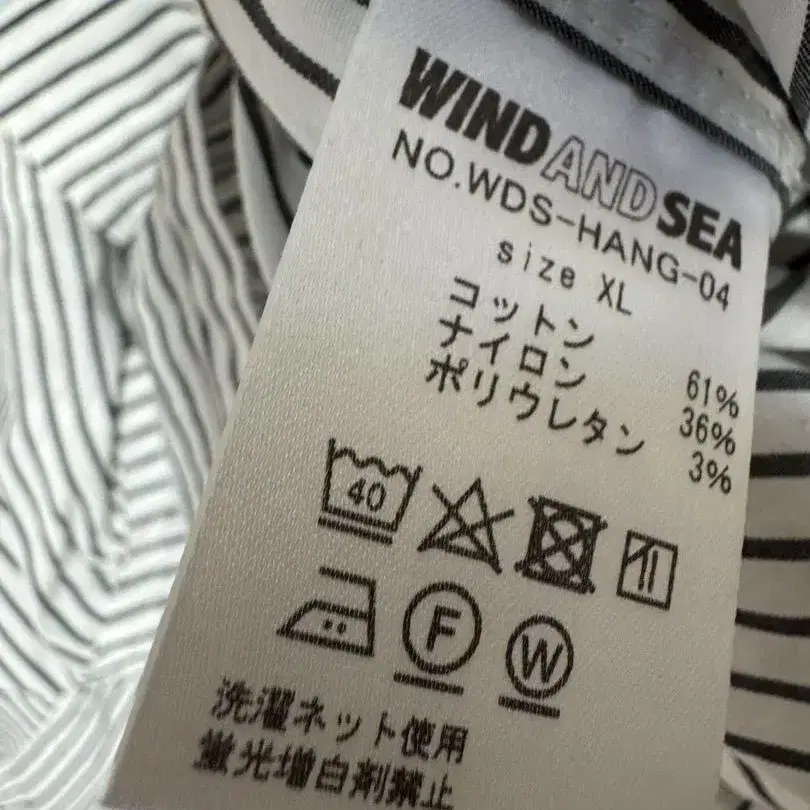 WIND AND SEA
NO.WDS-HANG-04
size XL
コットン 61%
ナイロン 36%
ポリウレタン 3%
40
F
W
洗濯ネット使用
蛍光増白剤禁止